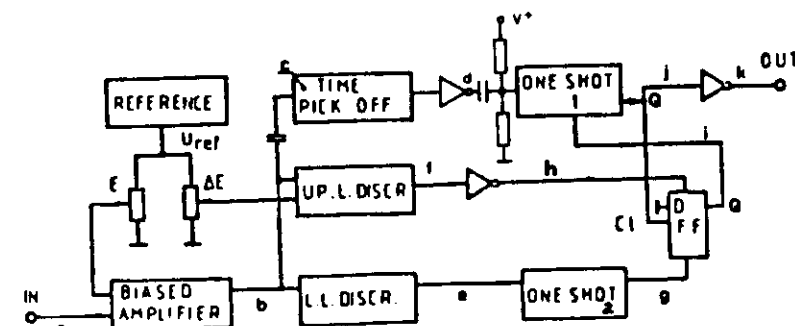 V+
C
TIME
PICK OFF
d
ONE SHOT
1
Q
j
k
OUT
REFERENCE
Uref
i
E
ΔE
UP.L.DISCR
f
h
D
FF
Q
Cl
IN
BIASED
AMPLIFIER
b
L.L.DISCR.
e
ONE SHOT
2
g